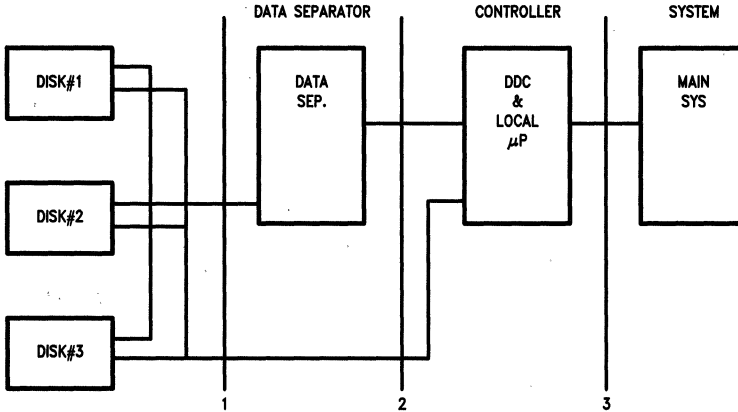 DATA SEPARATOR
CONTROLLER
SYSTEM
DISK#1
DATA
SEP.
DDC
&
LOCAL
μP
MAIN
SYS
DISK#2
DISK#3
1
2
3